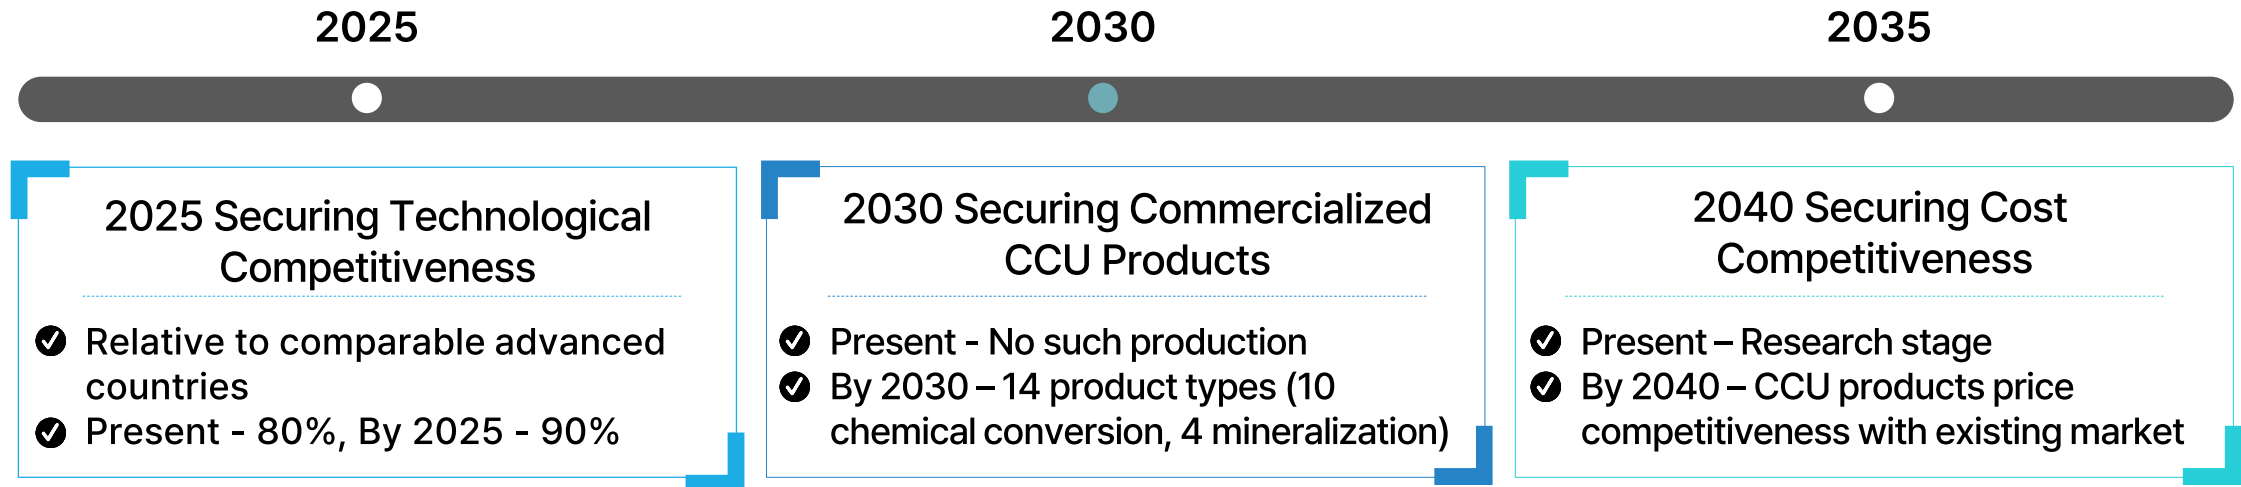 2025
2030
2035
2025 Securing Technological
Competitiveness
Relative to comparable advanced
countries
Present - 80%, By 2025 - 90%
2030 Securing Commercialized
CCU Products
Present - No such production
By 2030 – 14 product types (10
chemical conversion, 4 mineralization)
2040 Securing Cost
Competitiveness
Present – Research stage
By 2040 – CCU products price
competitiveness with existing market